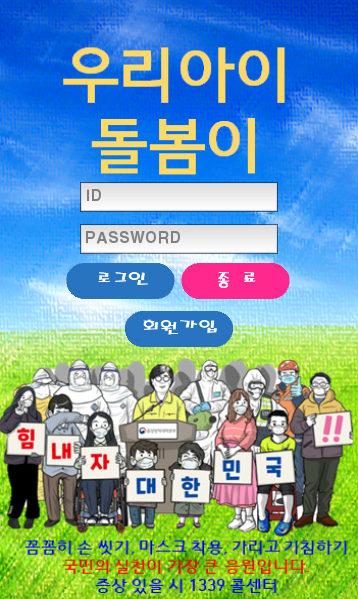 우리아이
돌봄이
ID
PASSWORD
로그인
종 료
회원가입
힘내자
대한민국!!
꼼꼼히 손 씻기, 마스크 착용, 가리고 기침하기
국민의 실천이 가장 큰 응원입니다
증상 있을 시 1339 콜센터